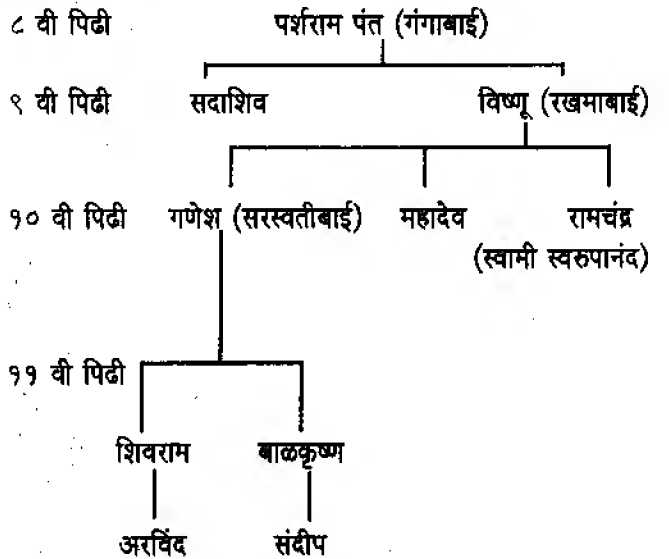 ८ वी पिढी पर्शराम पंत (गंगाबाई)
९ वी पिढी सदाशिव विष्णू (रखमाबाई)
१० वी पिढी गणेश (सरस्वतीबाई) महादेव रामचंद्र
(स्वामी स्वरुपानंद)
११ वी पिढी
शिवराम बाळकृष्ण
अरविंद संदीप